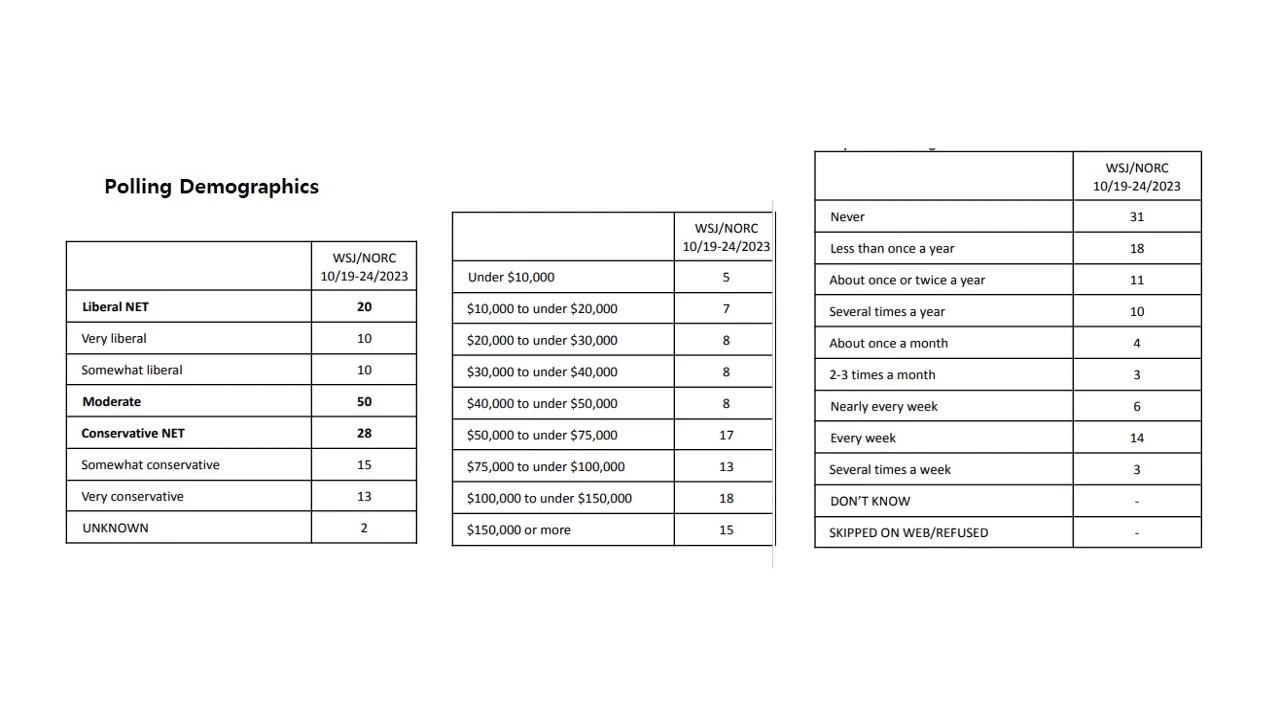 Polling Demographics
WSJ/NORC
10/19-24/2023
Liberal NET 20
Very liberal 10
Somewhat liberal 10
Moderate 50
Conservative NET 28
Somewhat conservative 15
Very conservative 13
UNKNOWN 2
WSJ/NORC
10/19-24/2023
Under $10,000 5
$10,000 to under $20,000 7
$20,000 to under $30,000 8
$30,000 to under $40,000 8
$40,000 to under $50,000 8
$50,000 to under $75,000 17
$75,000 to under $100,000 13
$100,000 to under $150,000 18
$150,000 or more 15
WSJ/NORC
10/19-24/2023
Never 31
Less than once a year 18
About once or twice a year 11
Several times a year 10
About once a month 4
2-3 times a month 3
Nearly every week 6
Every week 14
Several times a week 3
DON’T KNOW -
SKIPPED ON WEB/REFUSED -